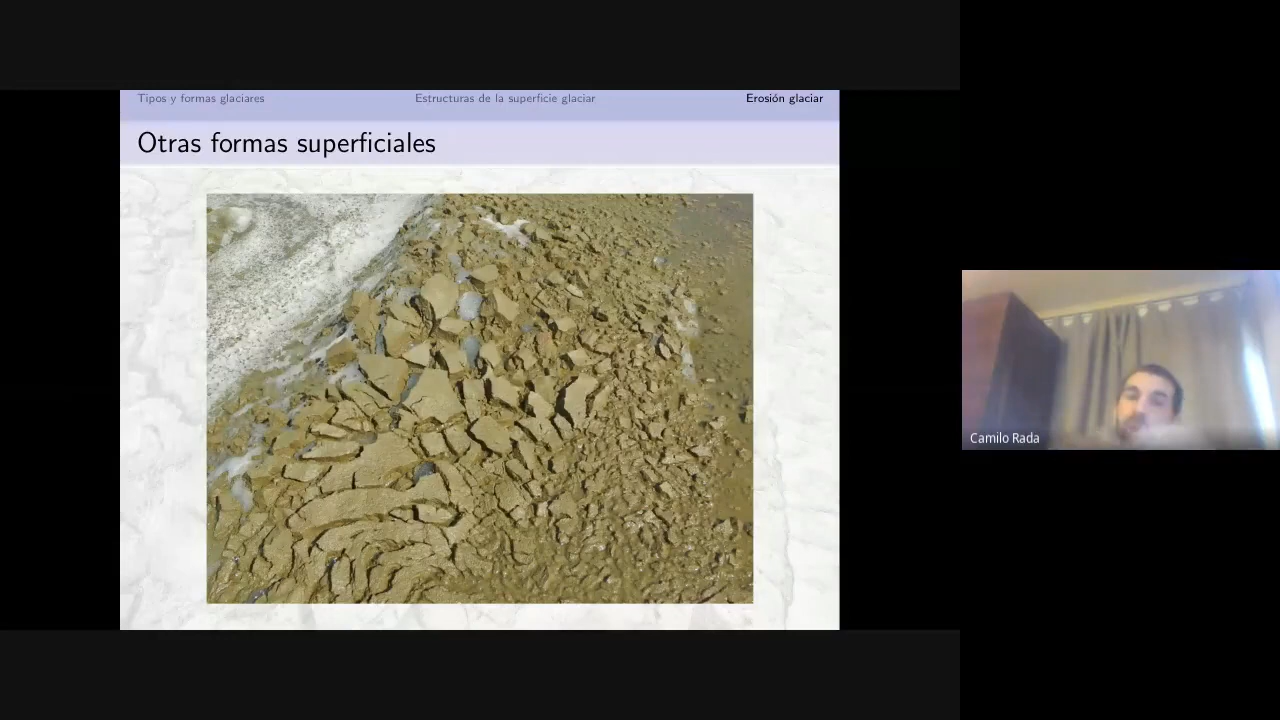 Tipos y formas glaciares
Estructuras de la superficie glaciar
Erosión glaciar
Otras formas superficiales
Camilo Rada